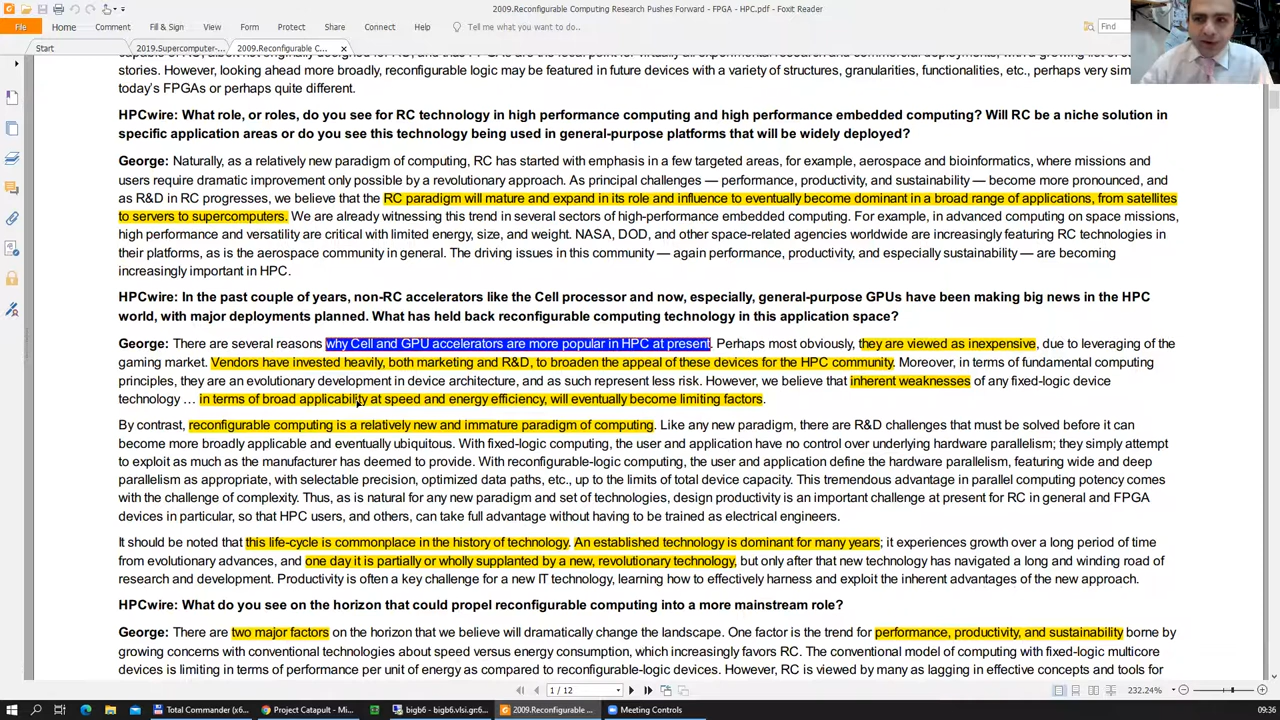 2009.Reconfigurable Computing Research Pushes Forward - FPGA - HPC.pdf - Foxit Reader
File Home Comment Fill & Sign View Form Protect Share Connect Help Tell me what you want to do... Find
Start 2019.Supercomputer-... 2009.Reconfigurable C...
stories. However, looking ahead more broadly, reconfigurable logic may be featured in future devices with a variety of structures, granularities, functionalities, etc., perhaps very sim
today's FPGAs or perhaps quite different.
HPCwire: What role, or roles, do you see for RC technology in high performance computing and high performance embedded computing? Will RC be a niche solution in
specific application areas or do you see this technology being used in general-purpose platforms that will be widely deployed?
George: Naturally, as a relatively new paradigm of computing, RC has started with emphasis in a few targeted areas, for example, aerospace and bioinformatics, where missions and
users require dramatic improvement only possible by a revolutionary approach. As principal challenges — performance, productivity, and sustainability — become more pronounced, and
as R&D in RC progresses, we believe that the RC paradigm will mature and expand in its role and influence to eventually become dominant in a broad range of applications, from satellites
to servers to supercomputers. We are already witnessing this trend in several sectors of high-performance embedded computing. For example, in advanced computing on space missions,
high performance and versatility are critical with limited energy, size, and weight. NASA, DOD, and other space-related agencies worldwide are increasingly featuring RC technologies in
their platforms, as is the aerospace community in general. The driving issues in this community — again performance, productivity, and especially sustainability — are becoming
increasingly important in HPC.
HPCwire: In the past couple of years, non-RC accelerators like the Cell processor and now, especially, general-purpose GPUs have been making big news in the HPC
world, with major deployments planned. What has held back reconfigurable computing technology in this application space?
George: There are several reasons why Cell and GPU accelerators are more popular in HPC at present. Perhaps most obviously, they are viewed as inexpensive, due to leveraging of the
gaming market. Vendors have invested heavily, both marketing and R&D, to broaden the appeal of these devices for the HPC community. Moreover, in terms of fundamental computing
principles, they are an evolutionary development in device architecture, and as such represent less risk. However, we believe that inherent weaknesses of any fixed-logic device
technology … in terms of broad applicability at speed and energy efficiency, will eventually become limiting factors.
By contrast, reconfigurable computing is a relatively new and immature paradigm of computing. Like any new paradigm, there are R&D challenges that must be solved before it can
become more broadly applicable and eventually ubiquitous. With fixed-logic computing, the user and application have no control over underlying hardware parallelism; they simply attempt
to exploit as much as the manufacturer has deemed to provide. With reconfigurable-logic computing, the user and application define the hardware parallelism, featuring wide and deep
parallelism as appropriate, with selectable precision, optimized data paths, etc., up to the limits of total device capacity. This tremendous advantage in parallel computing potency comes
with the challenge of complexity. Thus, as is natural for any new paradigm and set of technologies, design productivity is an important challenge at present for RC in general and FPGA
devices in particular, so that HPC users, and others, can take full advantage without having to be trained as electrical engineers.
It should be noted that this life-cycle is commonplace in the history of technology. An established technology is dominant for many years; it experiences growth over a long period of time
from evolutionary advances, and one day it is partially or wholly supplanted by a new, revolutionary technology, but only after that new technology has navigated a long and winding road of
research and development. Productivity is often a key challenge for a new IT technology, learning how to effectively harness and exploit the inherent advantages of the new approach.
HPCwire: What do you see on the horizon that could propel reconfigurable computing into a more mainstream role?
George: There are two major factors on the horizon that we believe will dramatically change the landscape. One factor is the trend for performance, productivity, and sustainability borne by
growing concerns with conventional technologies about speed versus energy consumption, which increasingly favors RC. The conventional model of computing with fixed-logic multicore
devices is limiting in terms of performance per unit of energy as compared to reconfigurable-logic devices. However, RC is viewed by many as lagging in effective concepts and tools for
1 / 12 232.24%
Total Commander (x6... Project Catapult - Mi... bigb6 - bigb6.vlsi.gr:6... 2009.Reconfigurable ... Meeting Controls 09:36